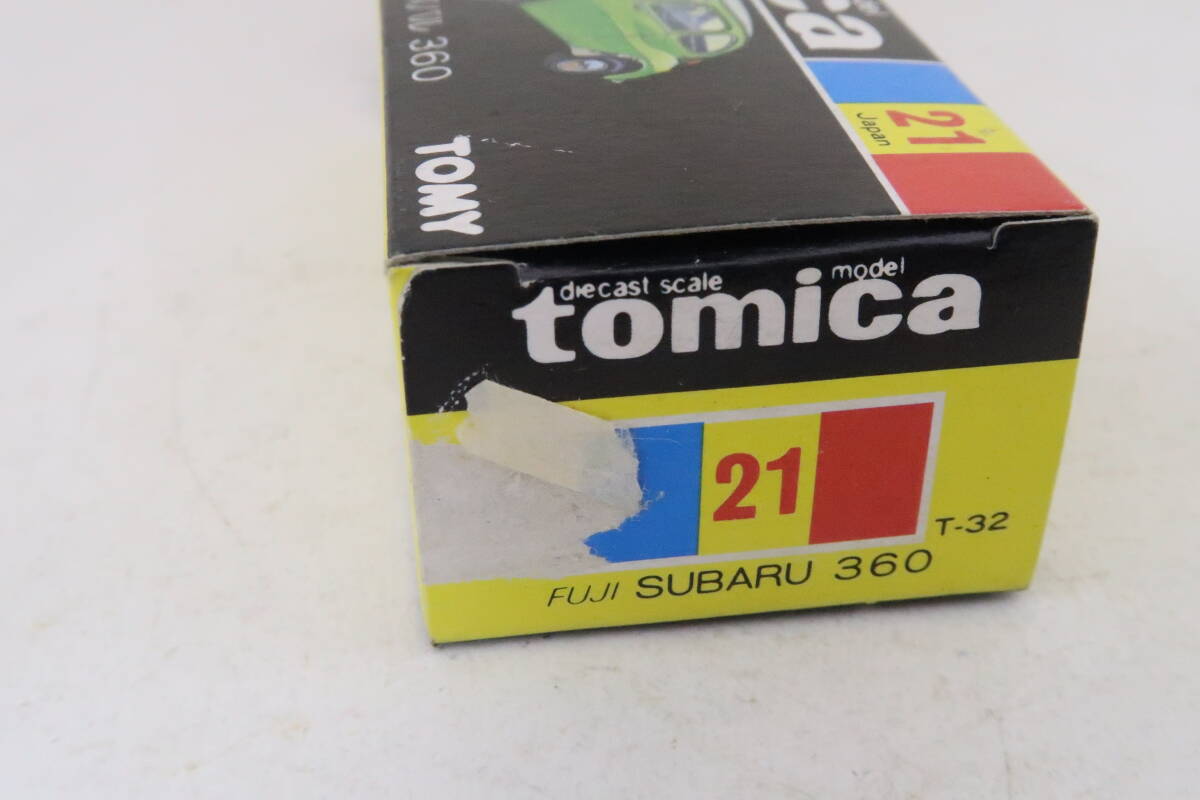 360
TOMY
21
Japan
diecast scale model
tomica
21
T-32
FUJI SUBARU 360